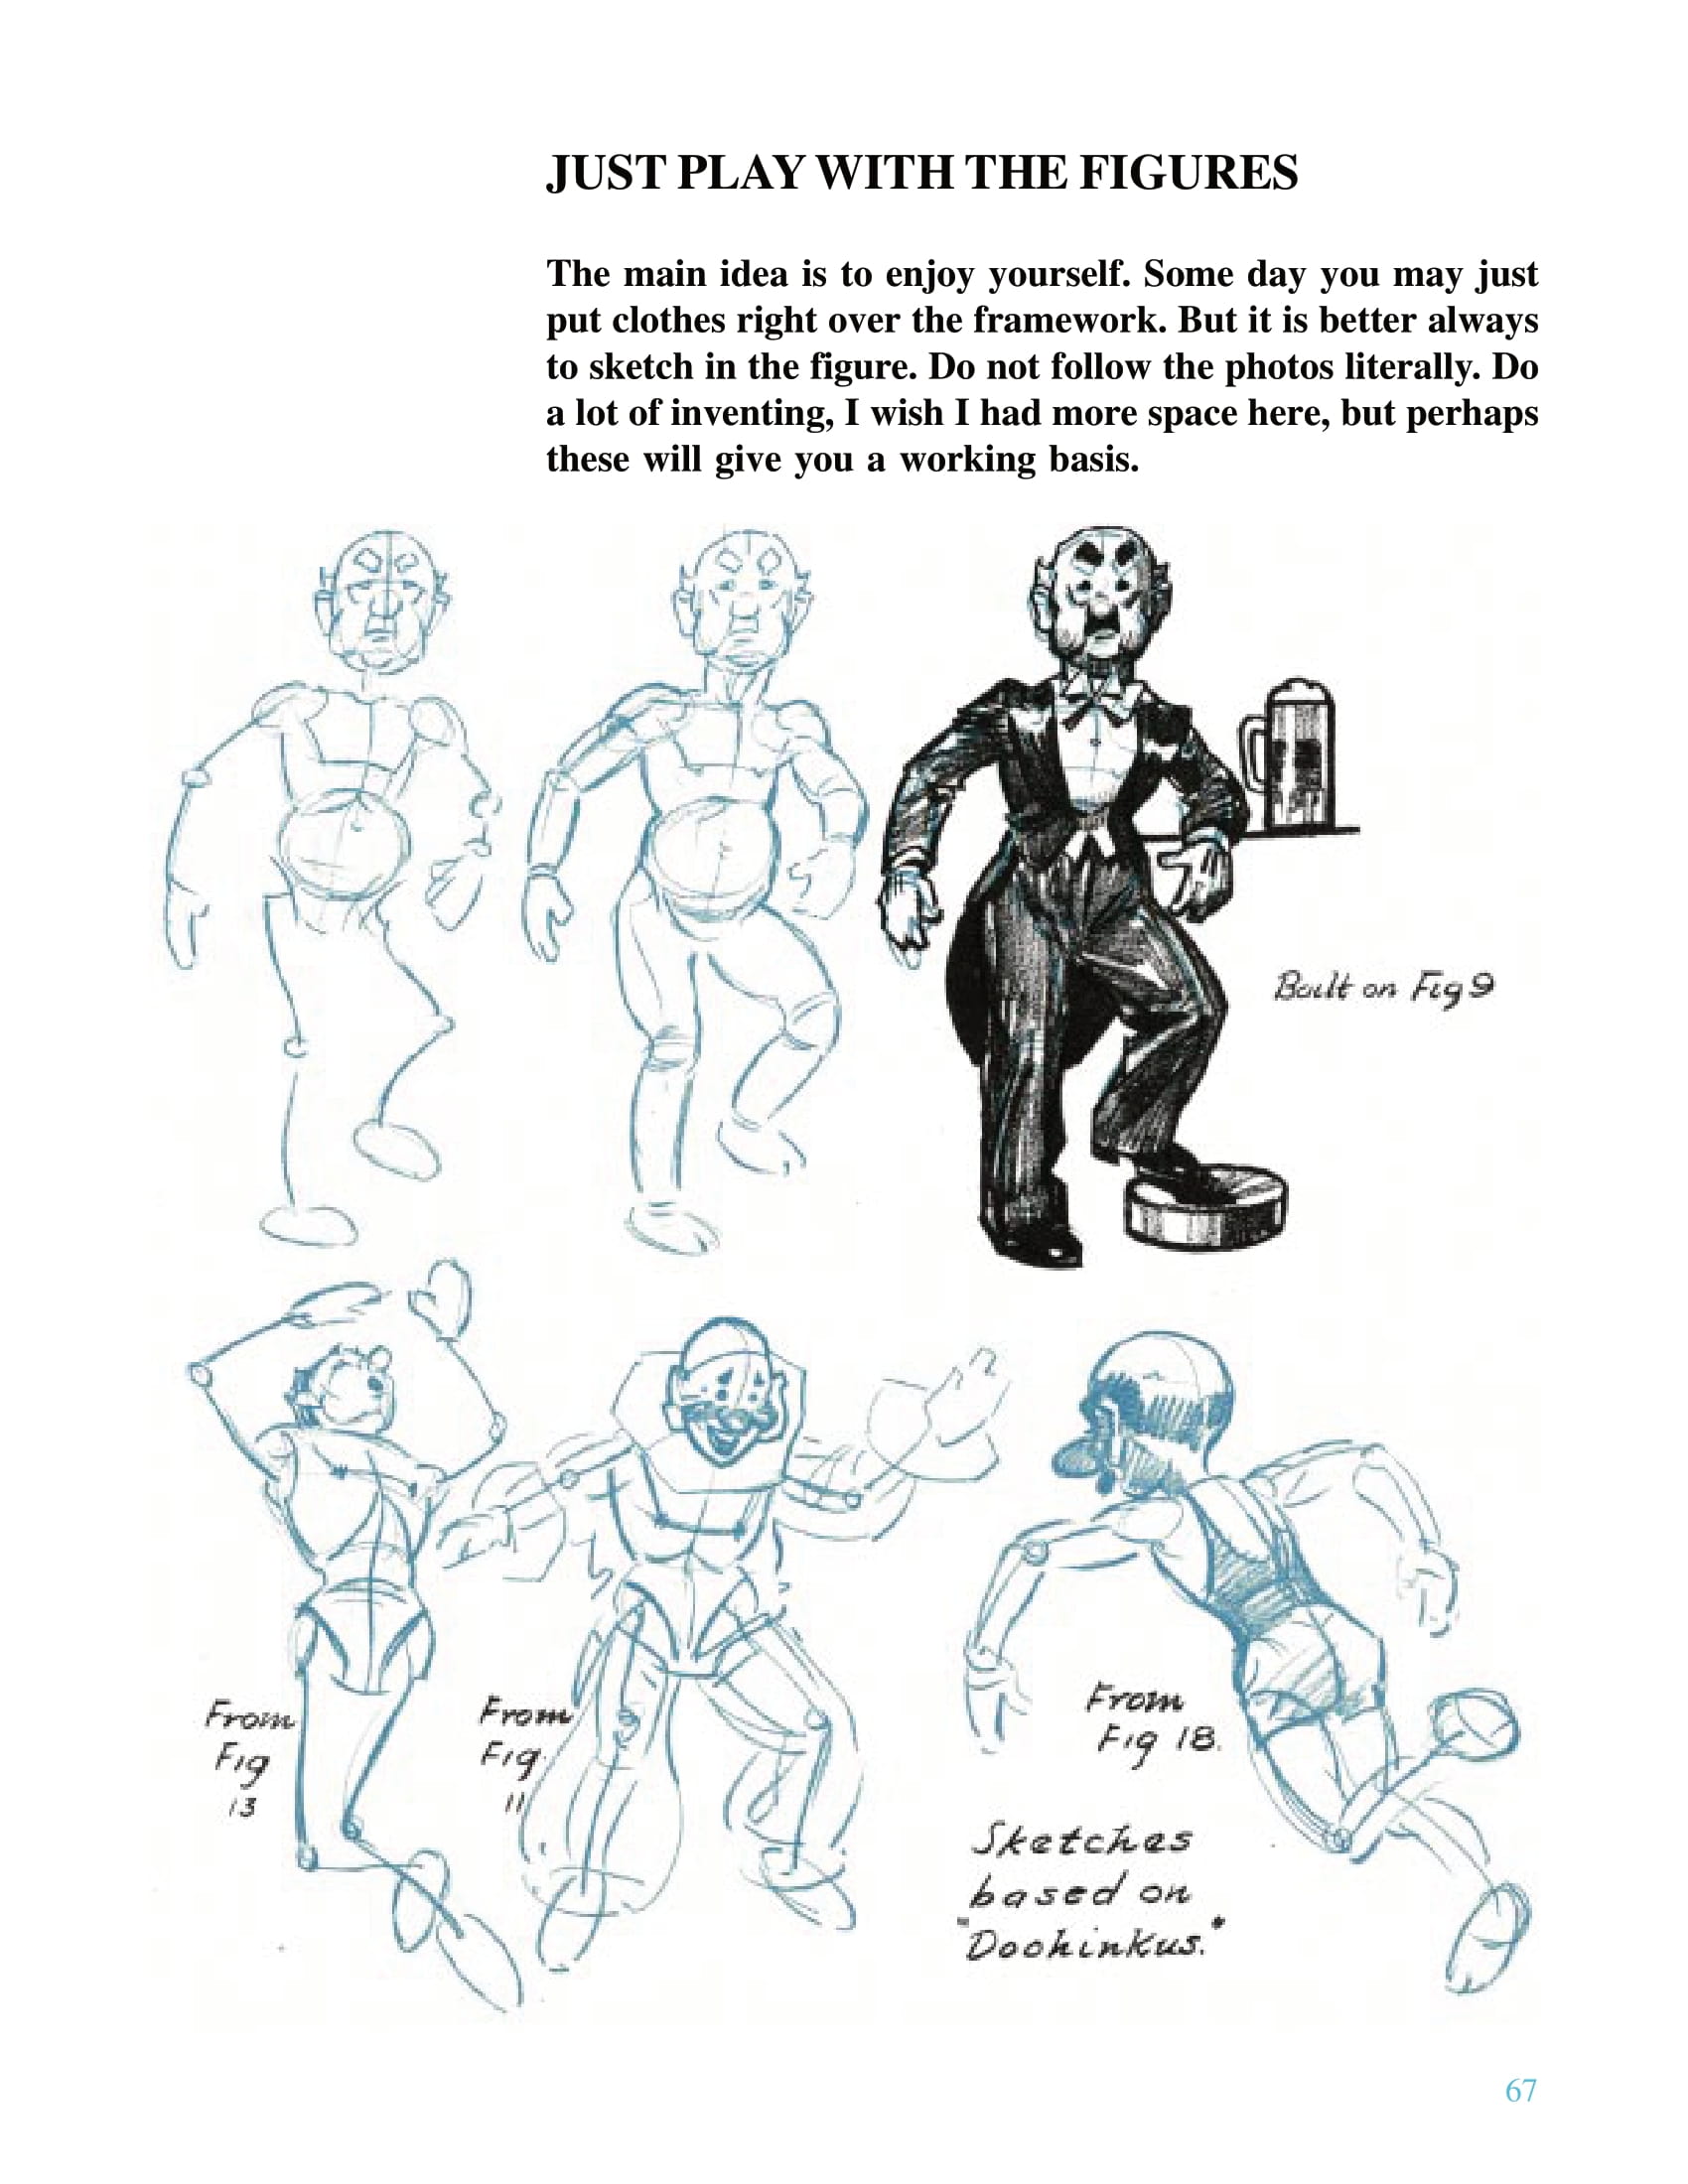 JUST PLAY WITH THE FIGURES
The main idea is to enjoy yourself. Some day you may just
put clothes right over the framework. But it is better always
to sketch in the figure. Do not follow the photos literally. Do
a lot of inventing, I wish I had more space here, but perhaps
these will give you a working basis.
Built on Fig 9
From
Fig
13
From
Fig.
11
From
Fig 18.
Sketches
based on
"Doohinkus."
67